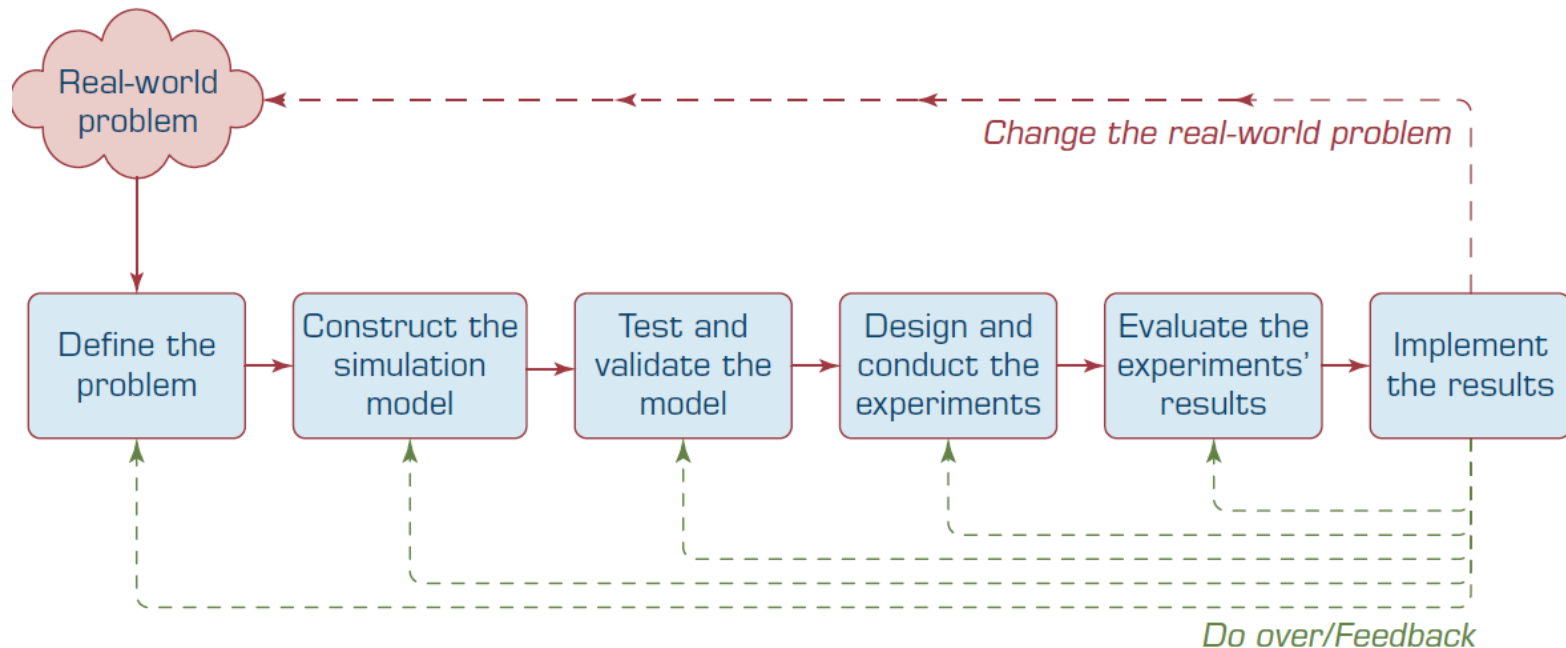 Real-world
problem
Change the real-world problem
Define the
problem
Construct the
simulation
model
Test and
validate the
model
Design and
conduct the
experiments
Evaluate the
experiments’
results
Implement
the results
Do over/Feedback